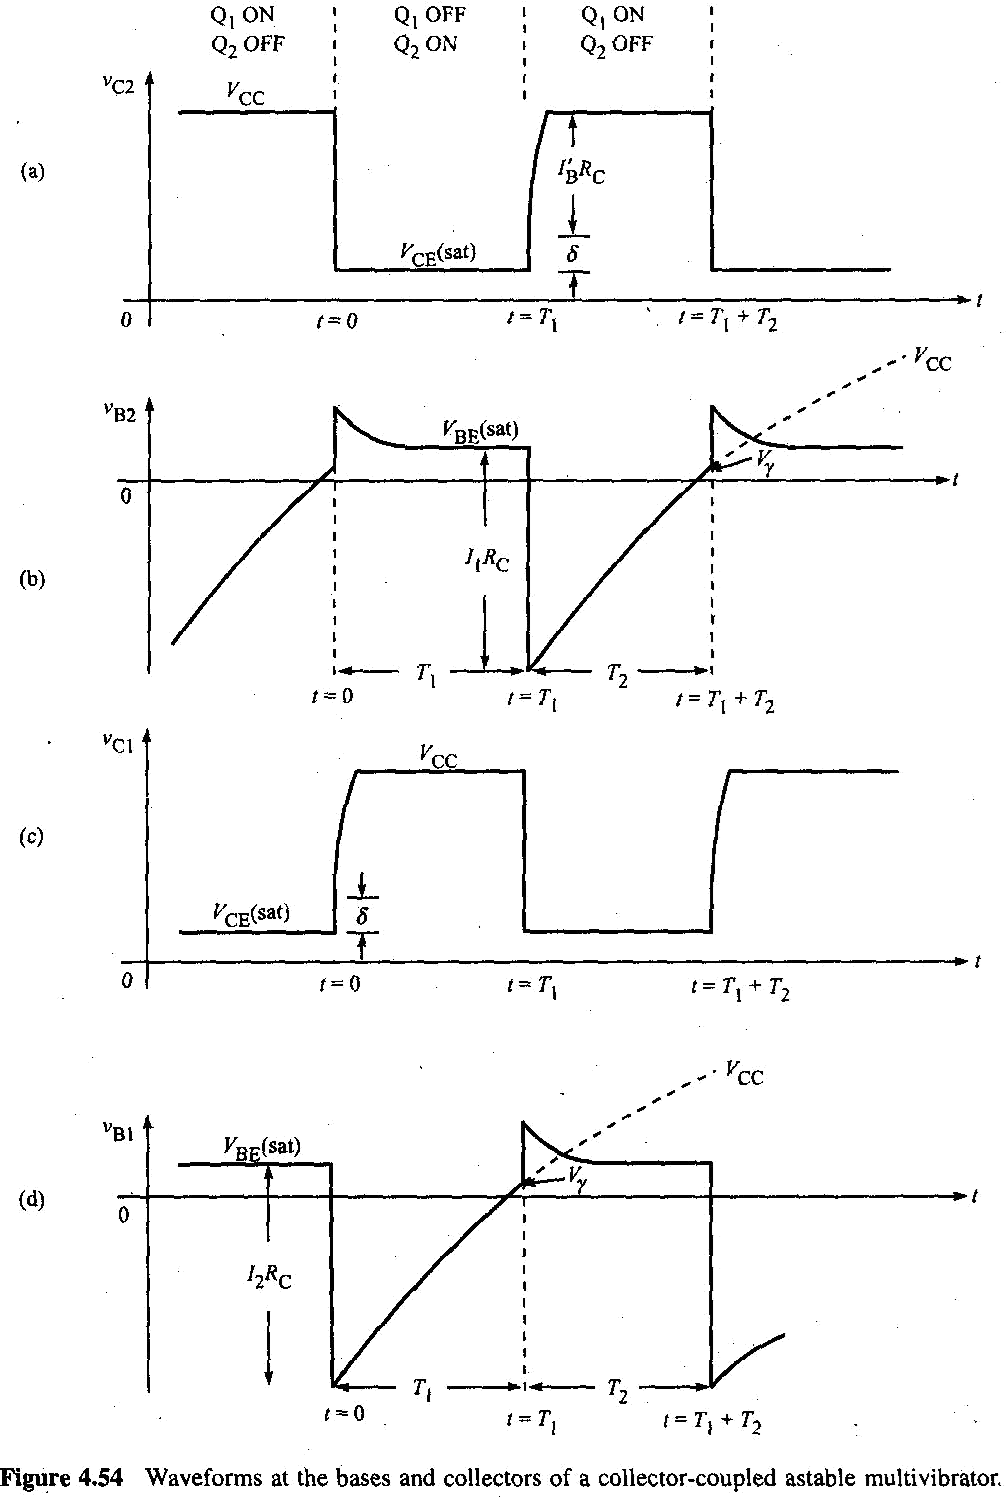 Q1 ON Q1 OFF Q1 ON
Q2 OFF Q2 ON Q2 OFF
vC2
VCC
(a)
I′BRC
VCE(sat)
δ
0 t = 0 t = T1 t = T1 + T2 t
VCC
vB2
VBE(sat)
Vγ
0 t
I1RC
(b)
T1 T2
t = 0 t = T1 t = T1 + T2
vC1
VCC
(c)
VCE(sat) δ
t
0 t = 0 t = T1 t = T1 + T2
VCC
vB1
VBE(sat)
Vγ
(d)
0 t
I2RC
T1 T2
t = 0 t = T1 t = T1 + T2
Figure 4.54 Waveforms at the bases and collectors of a collector-coupled astable multivibrator.